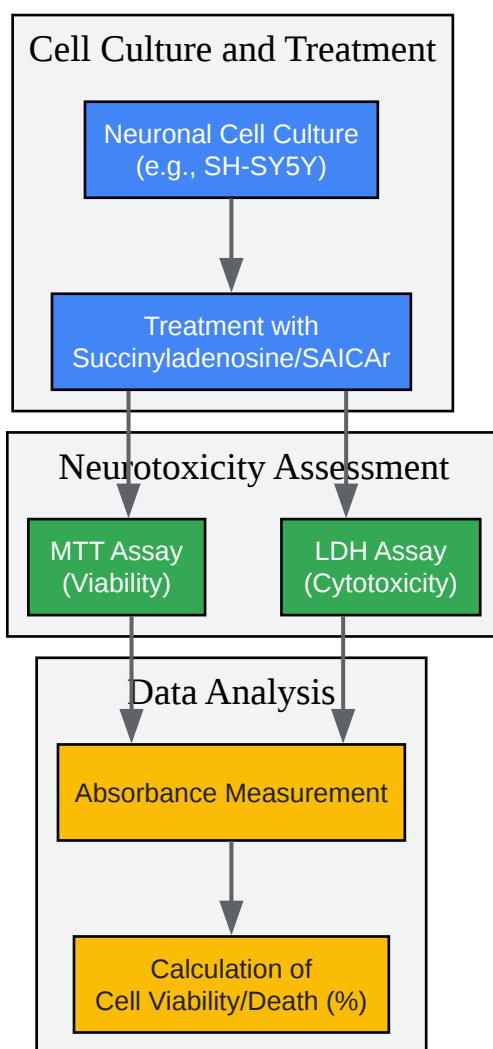 Cell Culture and Treatment
Neuronal Cell Culture
(e.g., SH-SY5Y)
Treatment with
Succinyladenosine/SAICAr
Neurotoxicity Assessment
MTT Assay
(Viability)
LDH Assay
(Cytotoxicity)
Data Analysis
Absorbance Measurement
Calculation of
Cell Viability/Death (%)